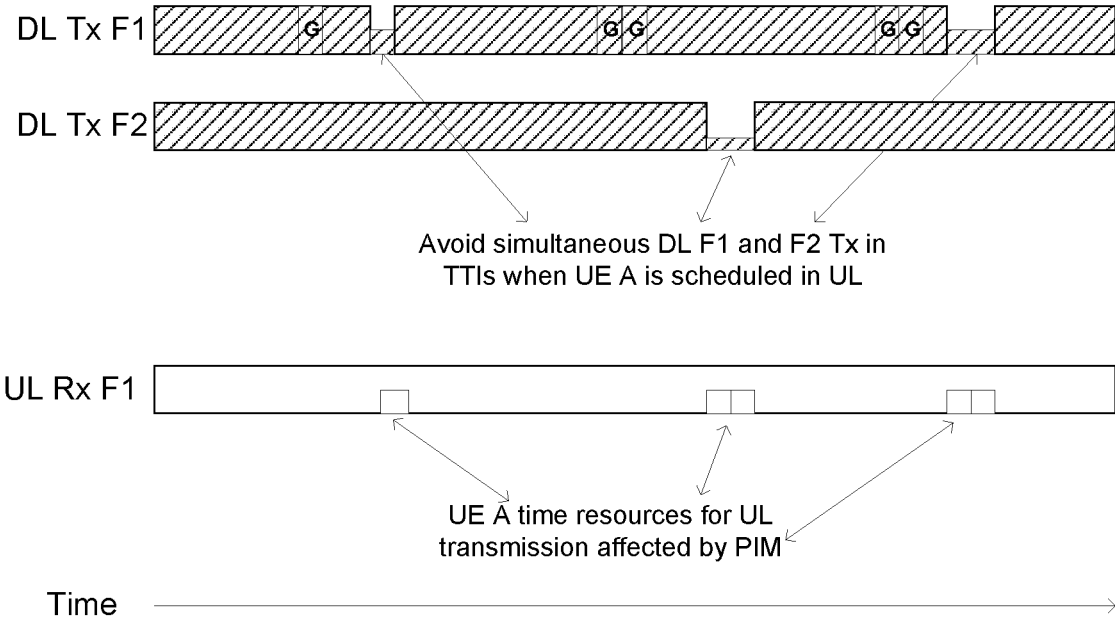 DL Tx F1 G G G G G
DL Tx F2
Avoid simultaneous DL F1 and F2 Tx in
TTIs when UE A is scheduled in UL
UL Rx F1
UE A time resources for UL
transmission affected by PIM
Time